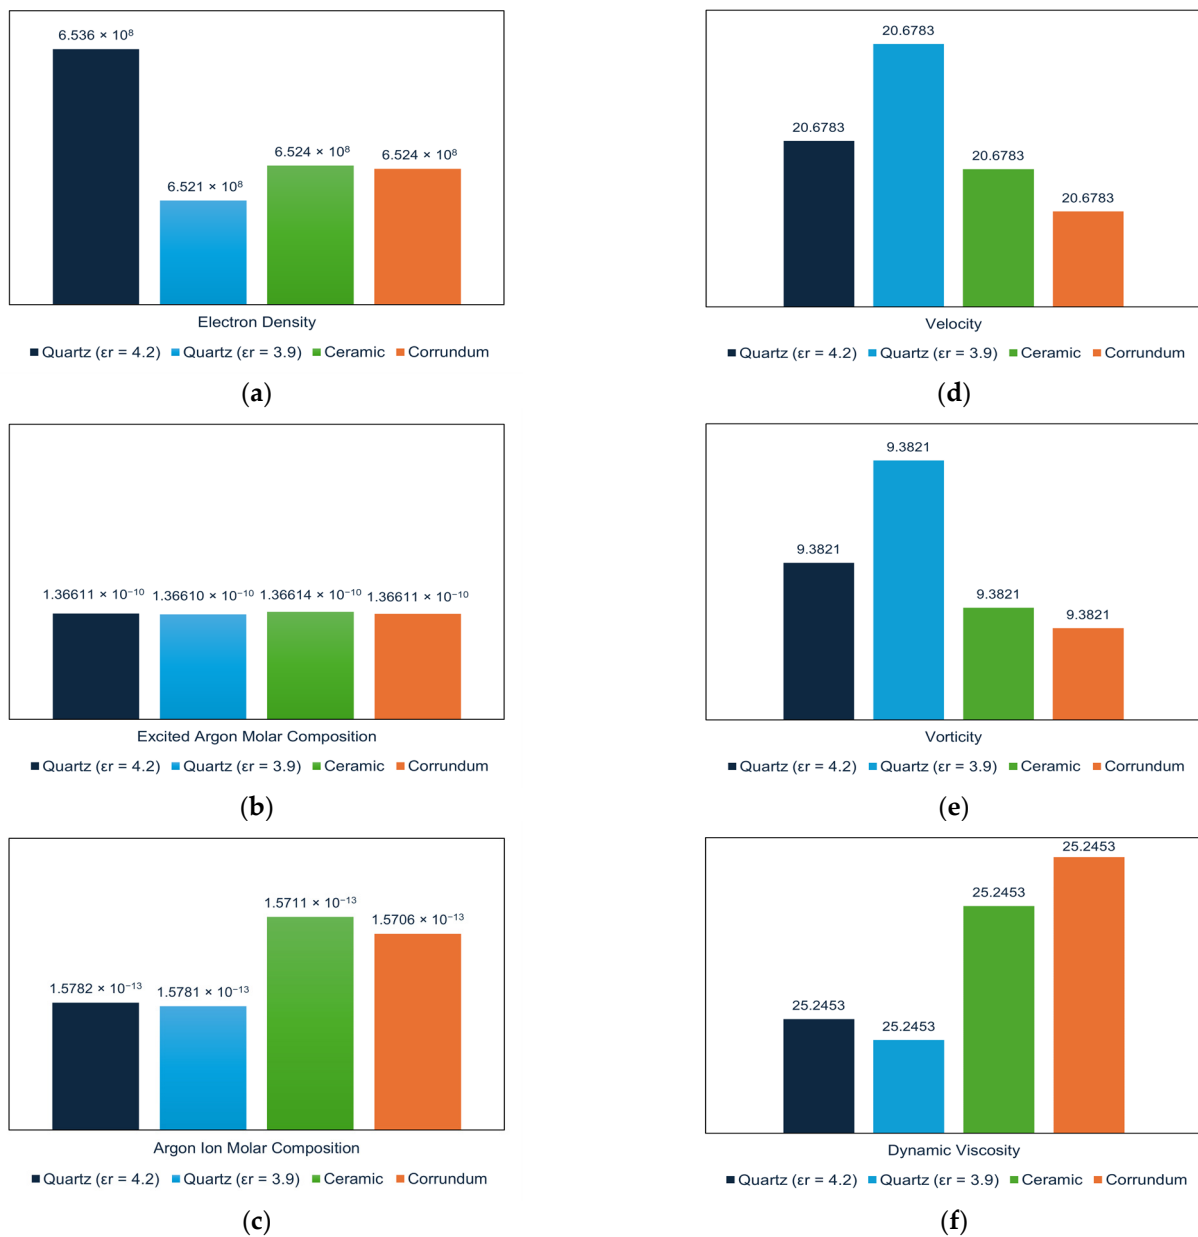 6.536 × 10⁸
6.521 × 10⁸
6.524 × 10⁸
6.524 × 10⁸
Electron Density
Quartz (εr = 4.2) Quartz (εr = 3.9) Ceramic Corrundum
(a)
20.6783
20.6783
20.6783
20.6783
Velocity
Quartz (εr = 4.2) Quartz (εr = 3.9) Ceramic Corrundum
(d)
1.36611 × 10⁻¹⁰ 1.36610 × 10⁻¹⁰ 1.36614 × 10⁻¹⁰ 1.36611 × 10⁻¹⁰
Excited Argon Molar Composition
Quartz (εr = 4.2) Quartz (εr = 3.9) Ceramic Corrundum
(b)
9.3821
9.3821
9.3821
9.3821
Vorticity
Quartz (εr = 4.2) Quartz (εr = 3.9) Ceramic Corrundum
(e)
1.5782 × 10⁻¹³
1.5781 × 10⁻¹³
1.5711 × 10⁻¹³
1.5706 × 10⁻¹³
Argon Ion Molar Composition
Quartz (εr = 4.2) Quartz (εr = 3.9) Ceramic Corrundum
(c)
25.2453
25.2453
25.2453
25.2453
Dynamic Viscosity
Quartz (εr = 4.2) Quartz (εr = 3.9) Ceramic Corrundum
(f)